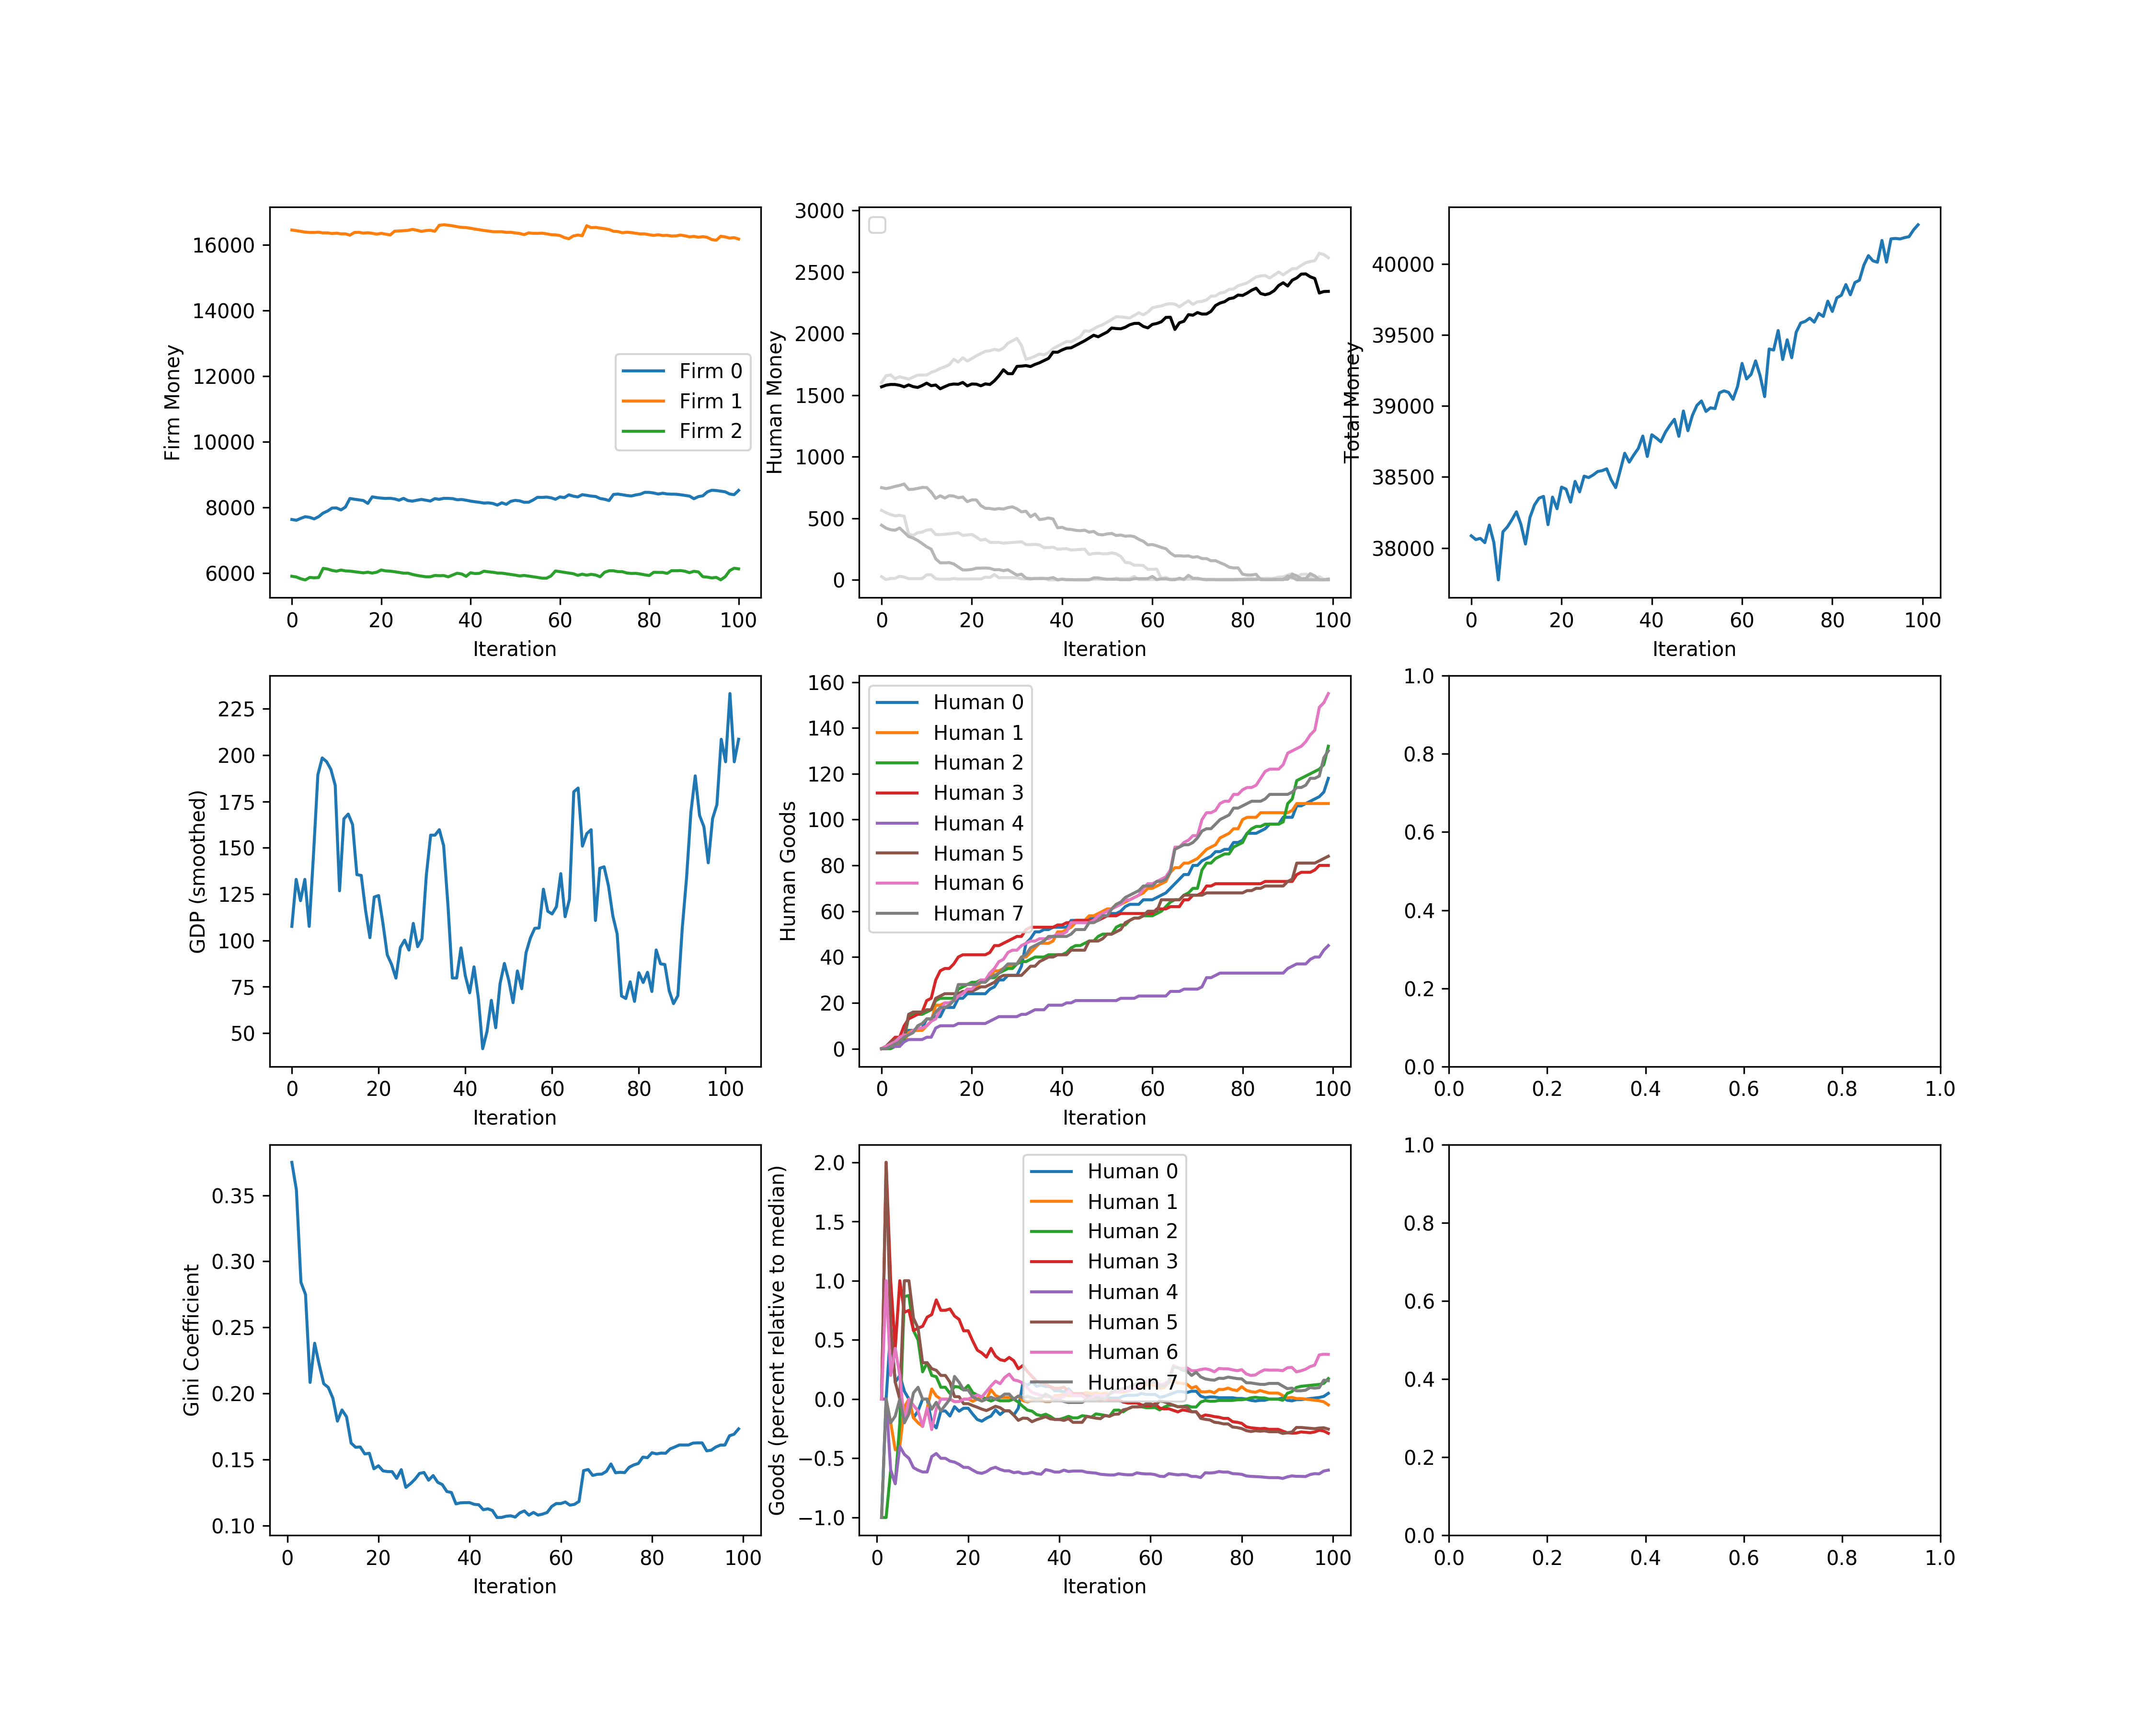 16000
14000
12000
10000
8000
6000
Firm Money
Firm 0
Firm 1
Firm 2
0 20 40 60 80 100
Iteration
3000
2500
2000
1500
1000
500
0
Human Money
0 20 40 60 80 100
Iteration
40000
39500
39000
38500
38000
Total Money
0 20 40 60 80 100
Iteration
225
200
175
150
125
100
75
50
GDP (smoothed)
0 20 40 60 80 100
Iteration
160
140
120
100
80
60
40
20
0
Human Goods
Human 0
Human 1
Human 2
Human 3
Human 4
Human 5
Human 6
Human 7
0 20 40 60 80 100
Iteration
1.0
0.8
0.6
0.4
0.2
0.0
0.0 0.2 0.4 0.6 0.8 1.0
0.35
0.30
0.25
0.20
0.15
0.10
Gini Coefficient
0 20 40 60 80 100
Iteration
2.0
1.5
1.0
0.5
0.0
−0.5
−1.0
Goods (percent relative to median)
Human 0
Human 1
Human 2
Human 3
Human 4
Human 5
Human 6
Human 7
0 20 40 60 80 100
Iteration
1.0
0.8
0.6
0.4
0.2
0.0
0.0 0.2 0.4 0.6 0.8 1.0